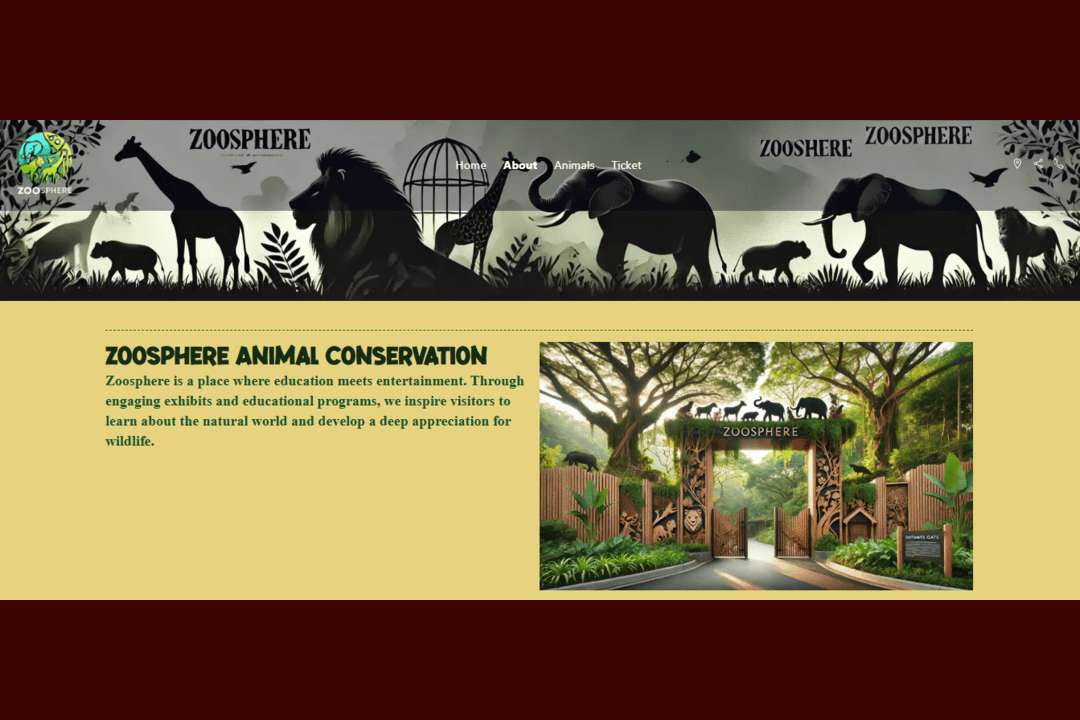 ZOOSPHERE
ZOOSHERE
ZOOSPHERE
ZOOSPHERE
Home About Animals Ticket
ZOOSPHERE ANIMAL CONSERVATION
Zoosphere is a place where education meets entertainment. Through
engaging exhibits and educational programs, we inspire visitors to
learn about the natural world and develop a deep appreciation for
wildlife.
ZOOSPHERE